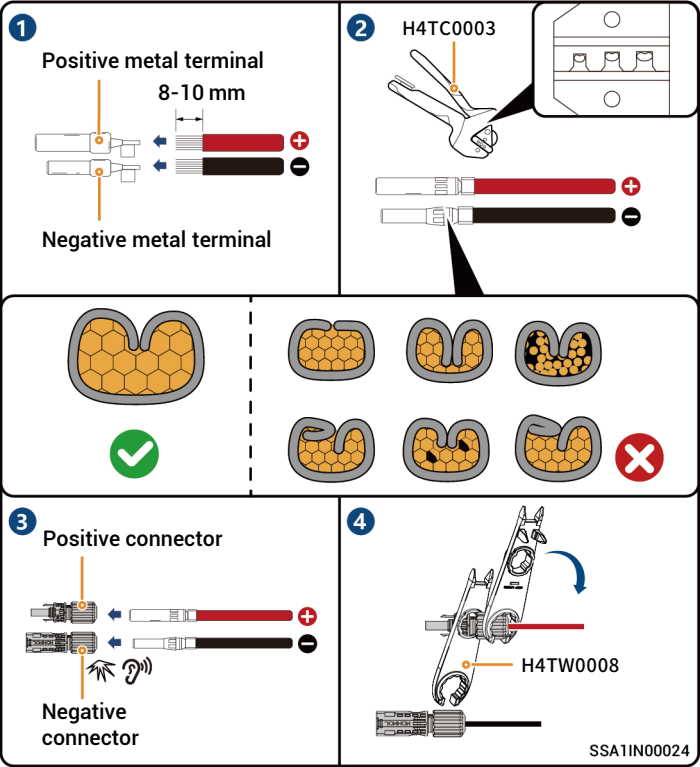 1
Positive metal terminal
8-10 mm
Negative metal terminal
2
H4TC0003
3
Positive connector
Negative
connector
4
H4TW0008
SSA1IN00024